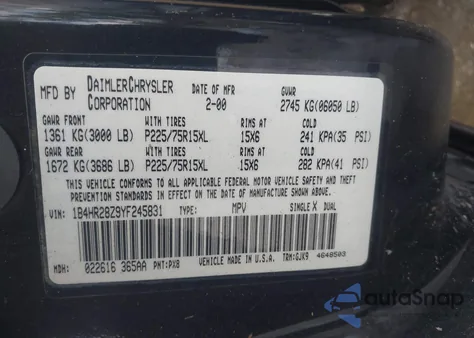 MFD BY DAIMLERCHRYSLER CORPORATION DATE OF MFR 2-00 GVWR 2745 KG(06050 LB)
GAWR FRONT WITH TIRES RIMS AT COLD
1361 KG(3000 LB) P225/75R15XL 15X6 241 KPA(35 PSI)
GAWR REAR WITH TIRES RIMS AT COLD
1672 KG(3686 LB) P225/75R15XL 15X6 282 KPA(41 PSI)
THIS VEHICLE CONFORMS TO ALL APPLICABLE FEDERAL MOTOR VEHICLE SAFETY, BUMPER, AND THEFT
PREVENTION STANDARDS IN EFFECT ON THE DATE OF MANUFACTURE SHOWN ABOVE.
VIN: 1B4HR28Z9YF245831 TYPE: MPV SINGLE X DUAL
MDH: 022616 365AA PNT:PX8 VEHICLE MADE IN U.S.A. TRM:GJK9 4648503
autoSnap